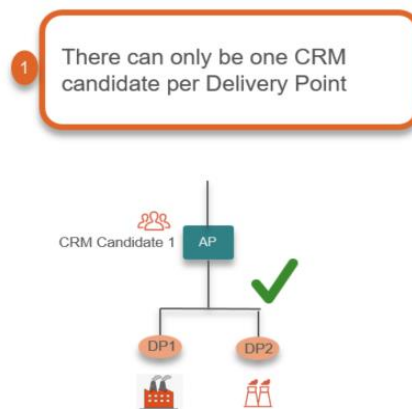 1
There can only be one CRM
candidate per Delivery Point
CRM Candidate 1
AP
DP1
DP2